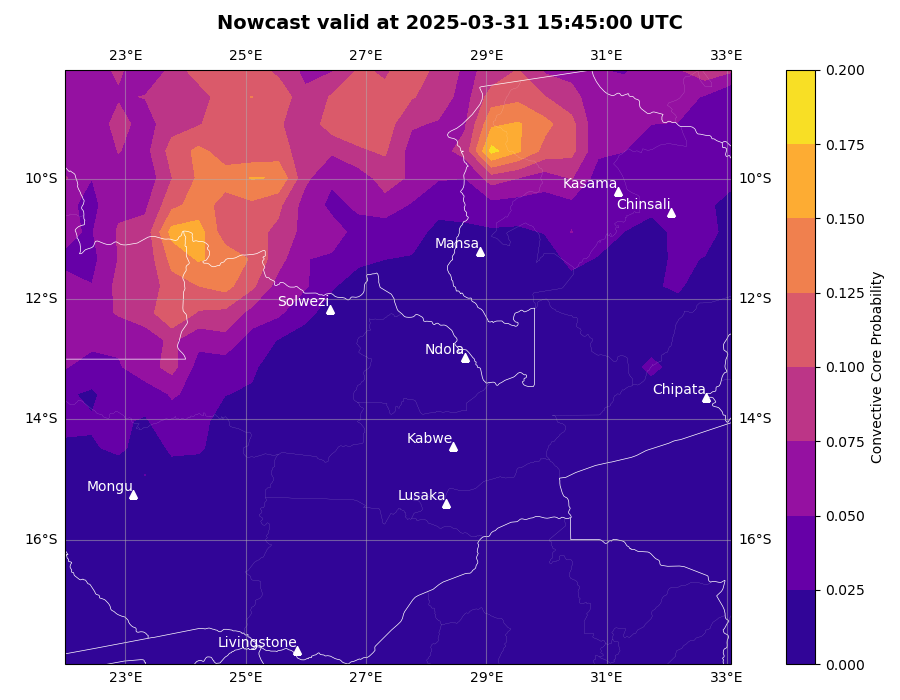 Nowcast valid at 2025-03-31 15:45:00 UTC
23°E 25°E 27°E 29°E 31°E 33°E
0.200
0.175
10°S 10°S
Kasama
Chinsali
0.150
Mansa
12°S 12°S
Solwezi
0.125
Ndola
0.100
Chipata
14°S 14°S
Kabwe
0.075
Convective Core Probability
Mongu
Lusaka
0.050
16°S 16°S
0.025
Livingstone
0.000
23°E 25°E 27°E 29°E 31°E 33°E